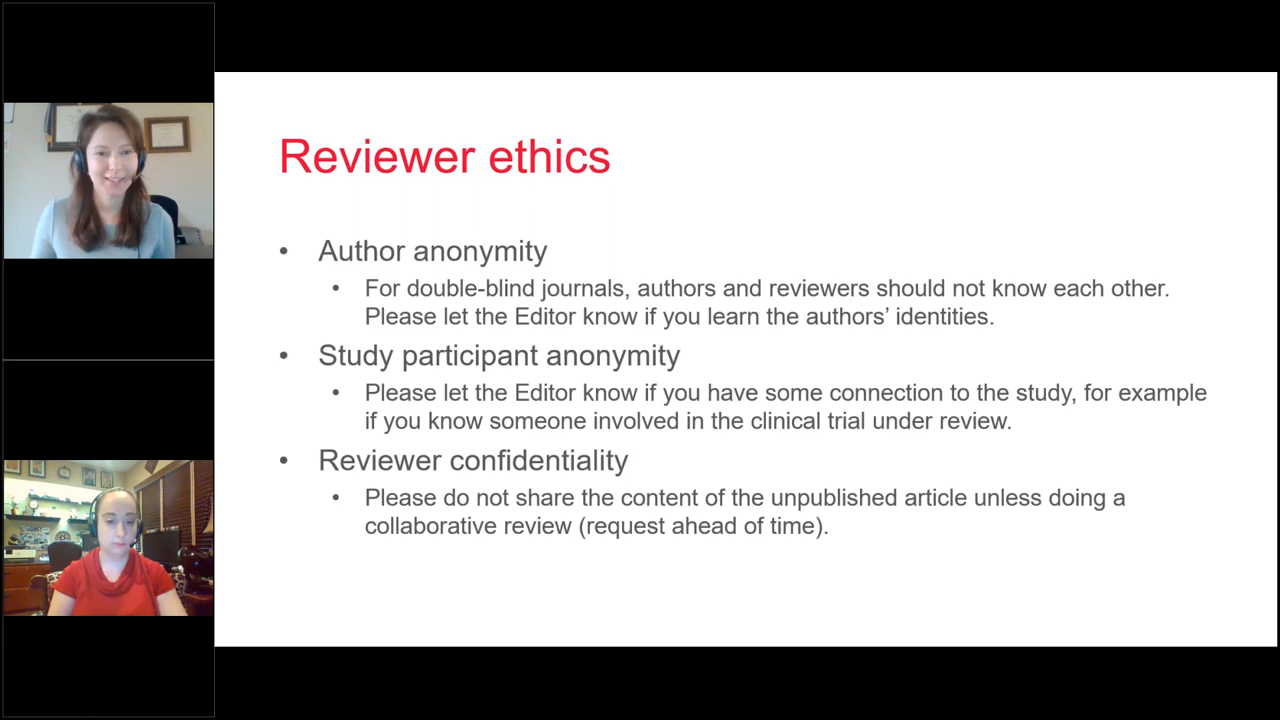 Reviewer ethics
• Author anonymity
• For double-blind journals, authors and reviewers should not know each other.
Please let the Editor know if you learn the authors’ identities.
• Study participant anonymity
• Please let the Editor know if you have some connection to the study, for example
if you know someone involved in the clinical trial under review.
• Reviewer confidentiality
• Please do not share the content of the unpublished article unless doing a
collaborative review (request ahead of time).